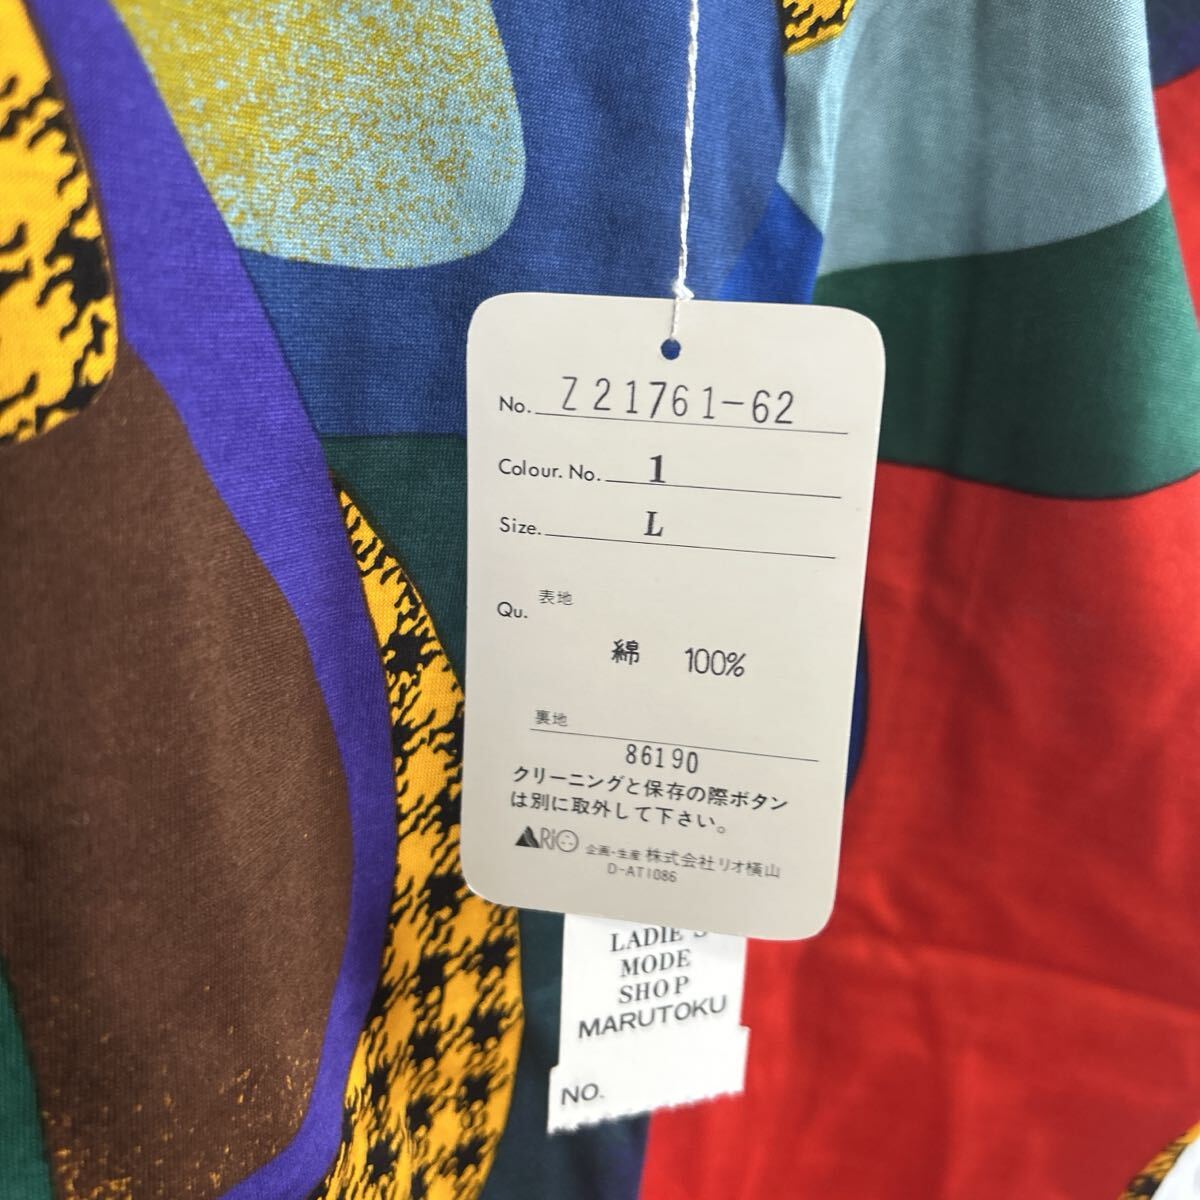 No. Z21761-62
Colour. No. 1
Size. L
Qu. 表地
綿 100%
裏地
86190
クリーニングと保存の際ボタン
は別に取外して下さい。
RIO 企画・生産 株式会社リオ横山
D-AT1086
LADIE'S
MODE
SHOP
MARUTOKU
NO.